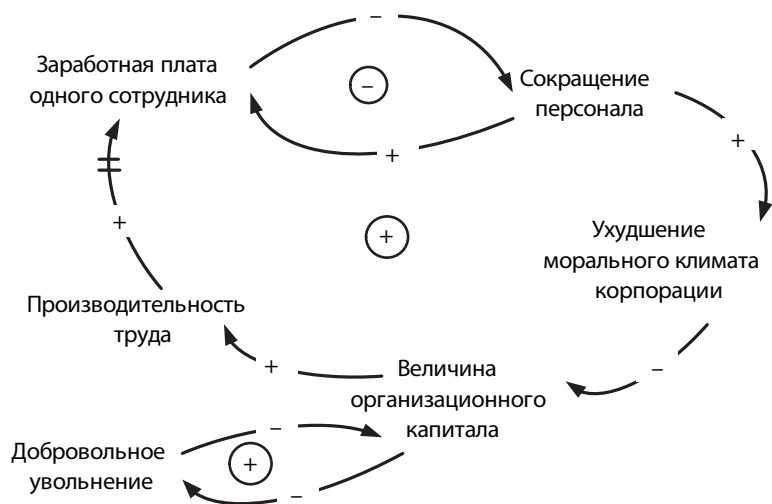 –
Заработная плата
одного сотрудника
–
Сокращение
персонала
+
+
+
+
Ухудшение
морального климата
корпорации
Производительность
труда
–
+
Величина
организационного
капитала
–
Добровольное
увольнение
+
–